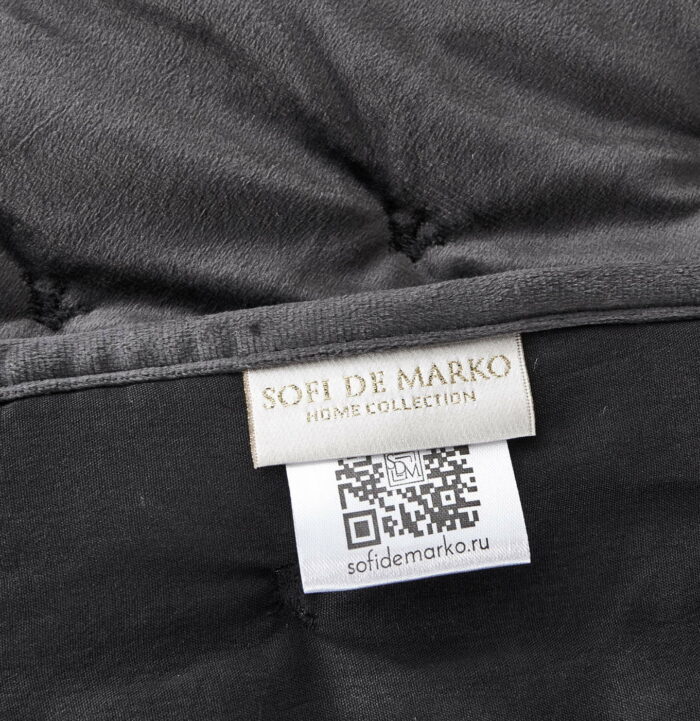 SOFI DE MARKO
HOME COLLECTION
SDM
sofidemarko.ru